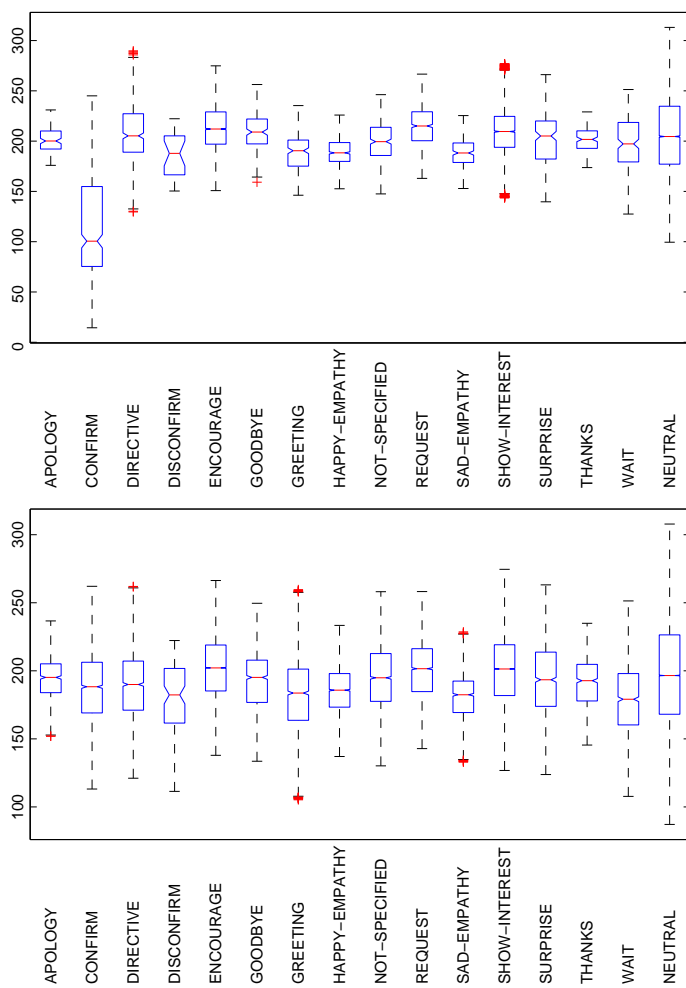 300
250
200
150
100
50
0
APOLOGY
CONFIRM
DIRECTIVE
DISCONFIRM
ENCOURAGE
GOODBYE
GREETING
HAPPY−EMPATHY
NOT−SPECIFIED
REQUEST
SAD−EMPATHY
SHOW−INTEREST
SURPRISE
THANKS
WAIT
NEUTRAL
300
250
200
150
100
APOLOGY
CONFIRM
DIRECTIVE
DISCONFIRM
ENCOURAGE
GOODBYE
GREETING
HAPPY−EMPATHY
NOT−SPECIFIED
REQUEST
SAD−EMPATHY
SHOW−INTEREST
SURPRISE
THANKS
WAIT
NEUTRAL